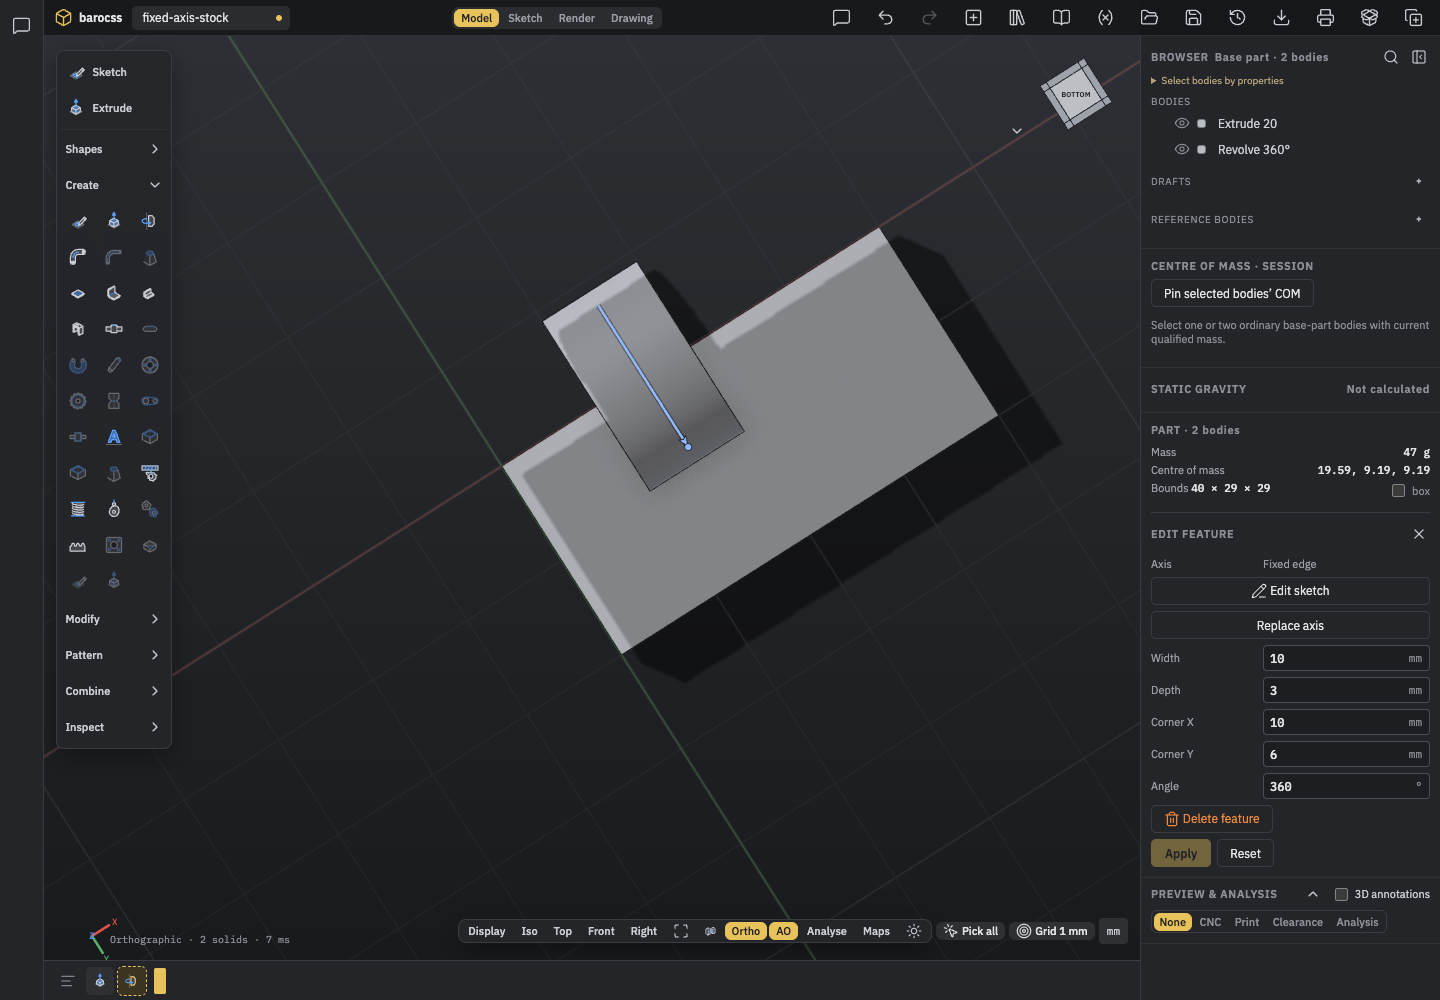 barocss
fixed-axis-stock
Model Sketch Render Drawing
Sketch
Extrude
Shapes
Create
Modify
Pattern
Combine
Inspect
BOTTOM
X
Z
Y
Orthographic · 2 solids · 7 ms
Display Iso Top Front Right Ortho AO Analyse Maps
Pick all
Grid 1 mm
mm
BROWSER Base part · 2 bodies
Select bodies by properties
BODIES
Extrude 20
Revolve 360°
DRAFTS +
REFERENCE BODIES +
CENTRE OF MASS · SESSION
Pin selected bodies’ COM
Select one or two ordinary base-part bodies with current
qualified mass.
STATIC GRAVITY Not calculated
PART · 2 bodies
Mass 47 g
Centre of mass 19.59, 9.19, 9.19
Bounds 40 × 29 × 29 box
EDIT FEATURE
Axis Fixed edge
Edit sketch
Replace axis
Width 10 mm
Depth 3 mm
Corner X 10 mm
Corner Y 6 mm
Angle 360 °
Delete feature
Apply Reset
PREVIEW & ANALYSIS 3D annotations
None CNC Print Clearance Analysis